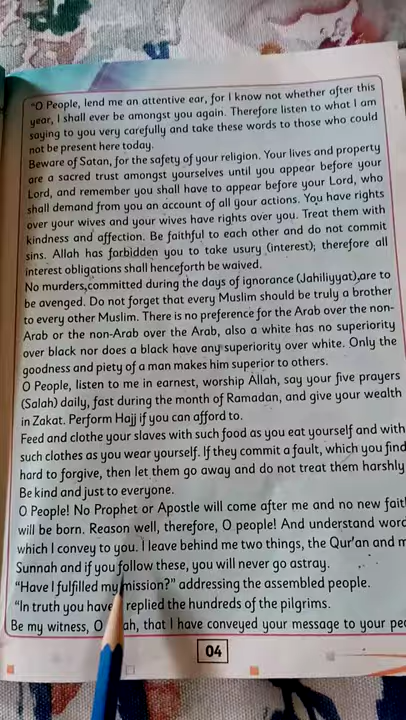 "O People, lend me an attentive ear, for I know not whether after this
year, I shall ever be amongst you again. Therefore listen to what I am
saying to you very carefully and take these words to those who could
not be present here today.
Beware of Satan, for the safety of your religion. Your lives and property
are a sacred trust amongst yourselves until you appear before your
Lord, and remember you shall have to appear before your Lord, who
shall demand from you an account of all your actions. You have rights
over your wives and your wives have rights over you. Treat them with
kindness and affection. Be faithful to each other and do not commit
sins. Allah has forbidden you to take usury (interest); therefore all
interest obligations shall henceforth be waived.
No murders,committed during the days of ignorance (Jahiliyyat),are to
be avenged. Do not forget that every Muslim should be truly a brother
to every other Muslim. There is no preference for the Arab over the non-
Arab or the non-Arab over the Arab, also a white has no superiority
over black nor does a black have any superiority over white. Only the
goodness and piety of a man makes him superior to others.
O People, listen to me in earnest, worship Allah, say your five prayers
(Salah) daily, fast during the month of Ramadan, and give your wealth
in Zakat. Perform Hajj if you can afford to.
Feed and clothe your slaves with such food as you eat yourself and with
such clothes as you wear yourself. If they commit a fault, which you find
hard to forgive, then let them go away and do not treat them harshly
Be kind and just to everyone.
O People! No Prophet or Apostle will come after me and no new fait
will be born. Reason well, therefore, O people! And understand word
which I convey to you. I leave behind me two things, the Qur'an and m
Sunnah and if you follow these, you will never go astray.
"Have I fulfilled my mission?" addressing the assembled people.
"In truth you have replied the hundreds of the pilgrims.
Be my witness, O ah, that I have conveyed your message to your pe
04